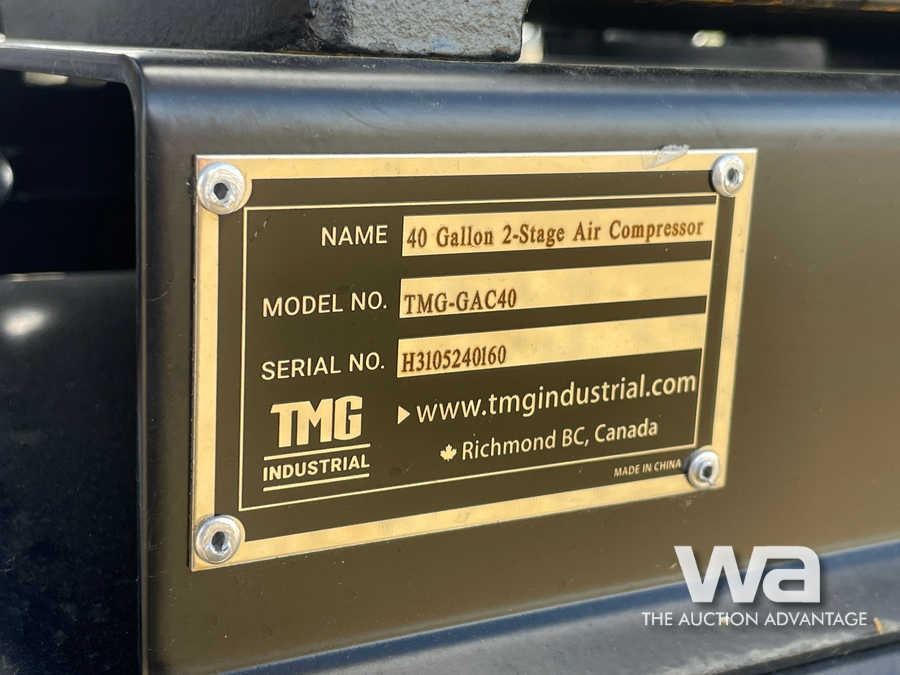 NAME 40 Gallon 2-Stage Air Compressor
MODEL NO. TMG-GAC40
SERIAL NO. H3105240160
TMG
INDUSTRIAL
www.tmgindustrial.com
Richmond BC, Canada
MADE IN CHINA
wa
THE AUCTION ADVANTAGE